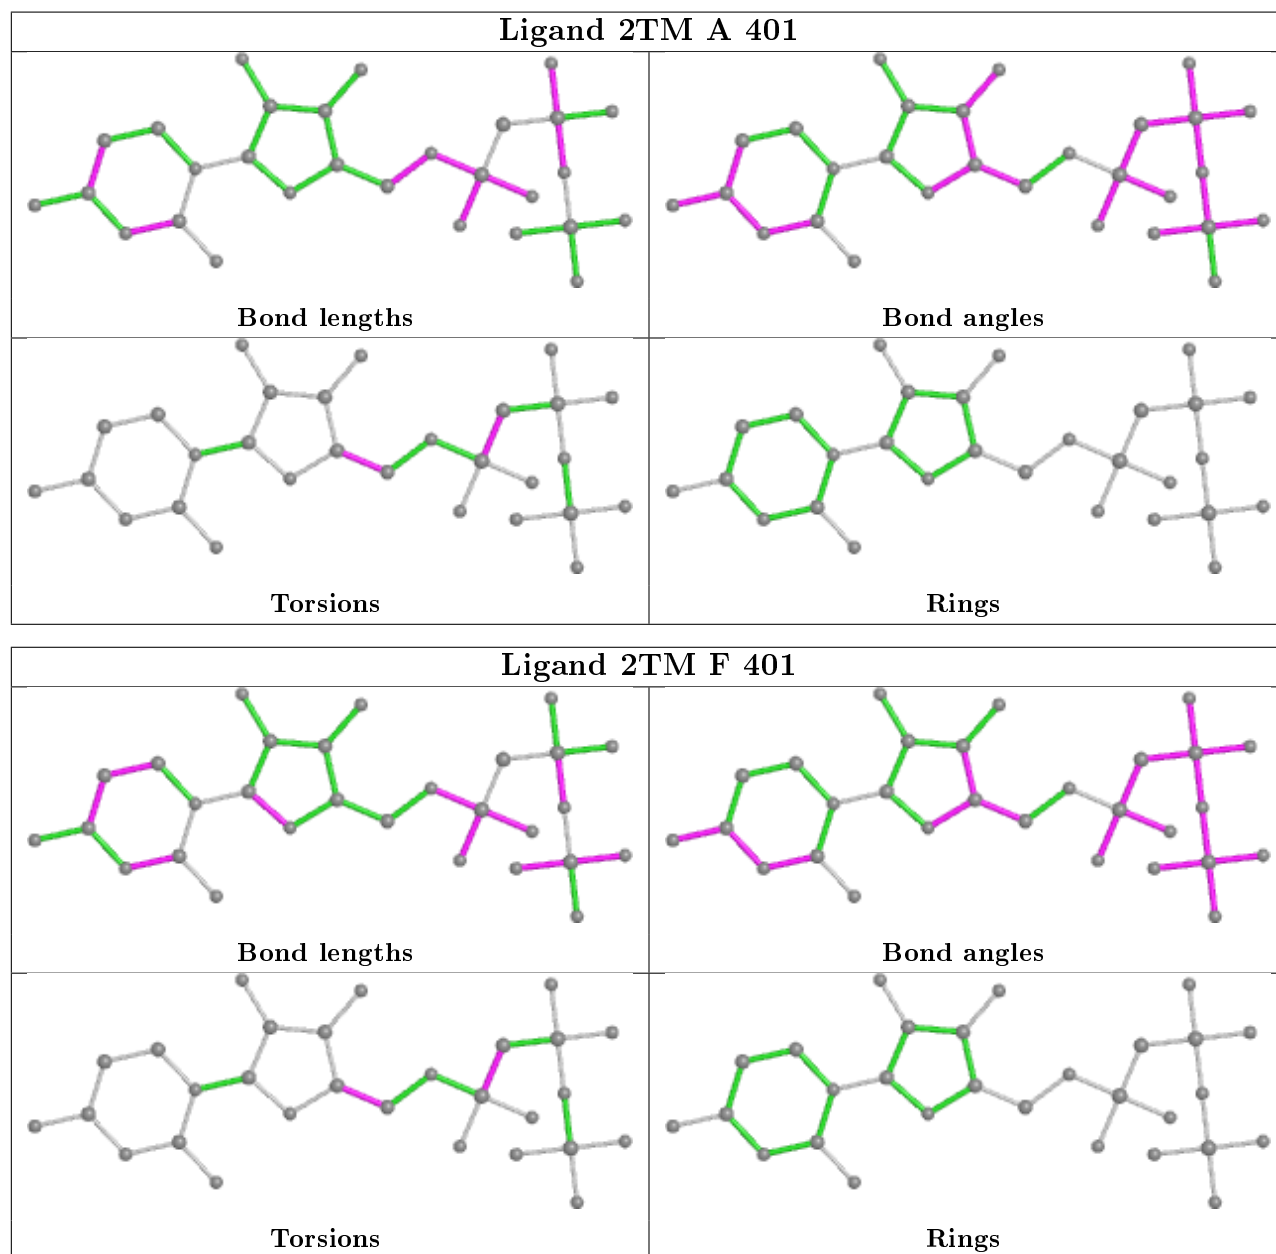 Ligand 2TM A 401
Bond lengths
Bond angles
Torsions
Rings
Ligand 2TM F 401
Bond lengths
Bond angles
Torsions
Rings